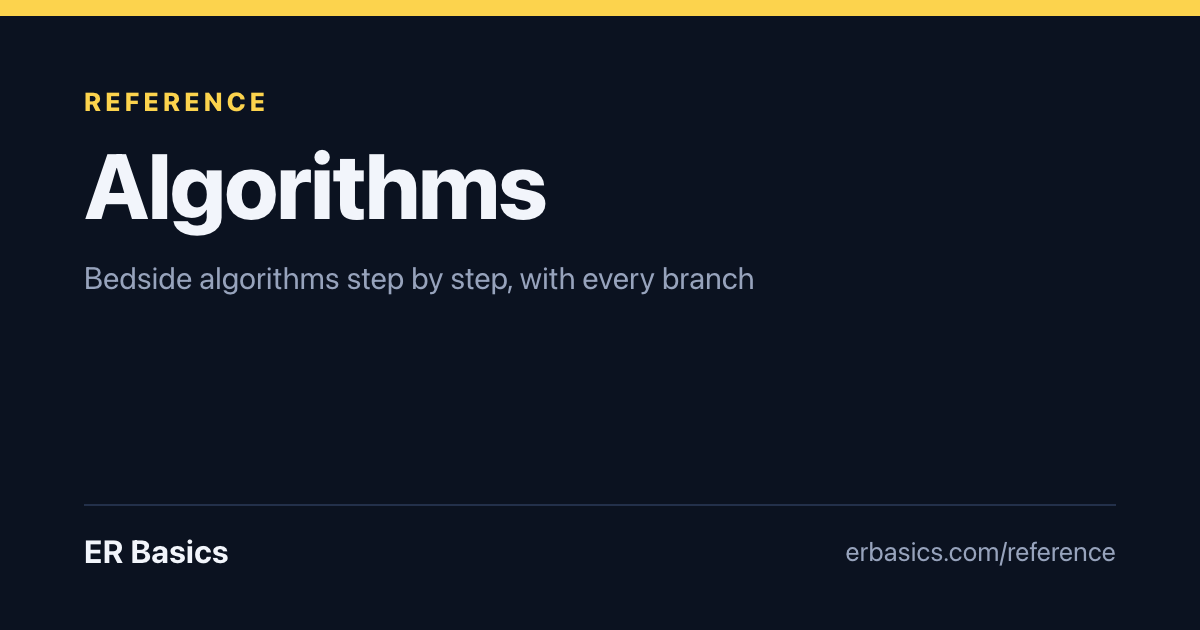 REFERENCE
Algorithms
Bedside algorithms step by step, with every branch
ER Basics
erbasics.com/reference